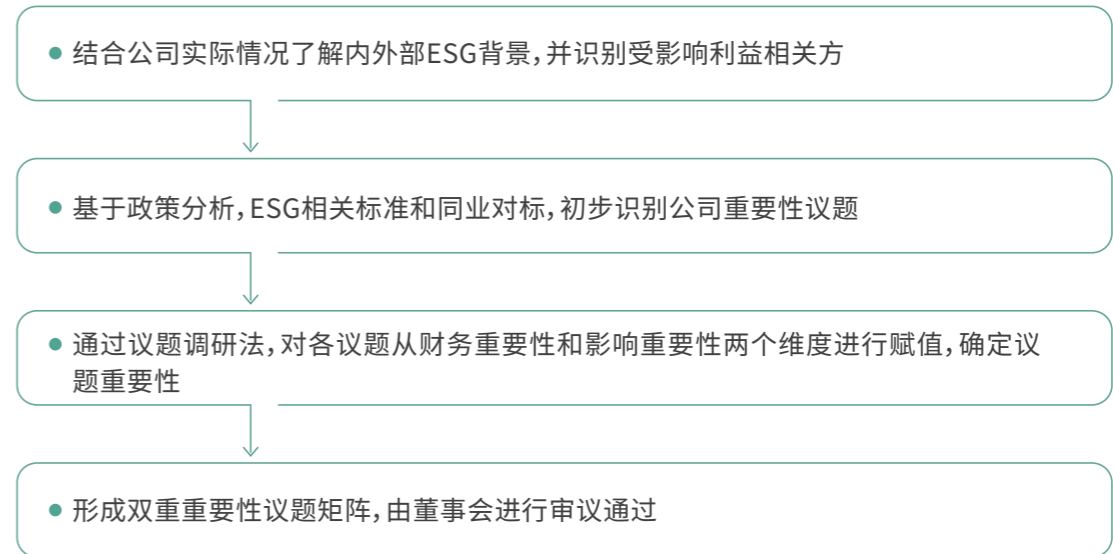 结合公司实际情况了解内外部ESG背景,并识别受影响利益相关方
基于政策分析,ESG相关标准和同业对标,初步识别公司重要性议题
通过议题调研法,对各议题从财务重要性和影响重要性两个维度进行赋值,确定议
题重要性
形成双重重要性议题矩阵,由董事会进行审议通过